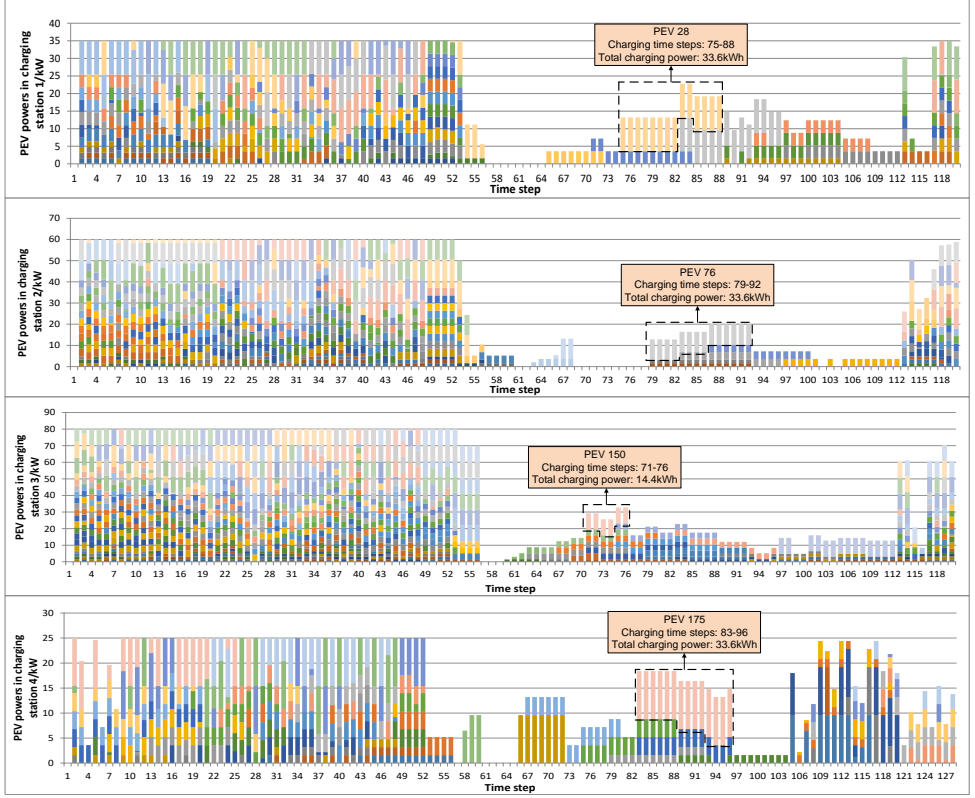 PEV powers in charging
station 1/kW
40
35
30
25
20
15
10
5
0
PEV 28
Charging time steps: 75-88
Total charging power: 33.6kWh
1 4 7 10 13 16 19 22 25 28 31 34 37 40 43 46 49 52 55 58 61 64 67 70 73 76 79 82 85 88 91 94 97 100 103 106 109 112 115 118
Time step
PEV powers in charging
station 2/kW
70
60
50
40
30
20
10
0
PEV 76
Charging time steps: 79-92
Total charging power: 33.6kWh
1 4 7 10 13 16 19 22 25 28 31 34 37 40 43 46 49 52 55 58 61 64 67 70 73 76 79 82 85 88 91 94 97 100 103 106 109 112 115 118
Time step
PEV powers in charging
station 3/kW
90
80
70
60
50
40
30
20
10
0
PEV 150
Charging time steps: 71-76
Total charging power: 14.4kWh
1 4 7 10 13 16 19 22 25 28 31 34 37 40 43 46 49 52 55 58 61 64 67 70 73 76 79 82 85 88 91 94 97 100 103 106 109 112 115 118
Time step
PEV powers in charging
station 4/kW
30
25
20
15
10
5
0
PEV 175
Charging time steps: 83-96
Total charging power: 33.6kWh
1 4 7 10 13 16 19 22 25 28 31 34 37 40 43 46 49 52 55 58 61 64 67 70 73 76 79 82 85 88 91 94 97 100 103 106 109 112 115 118 121 124 127
Time step